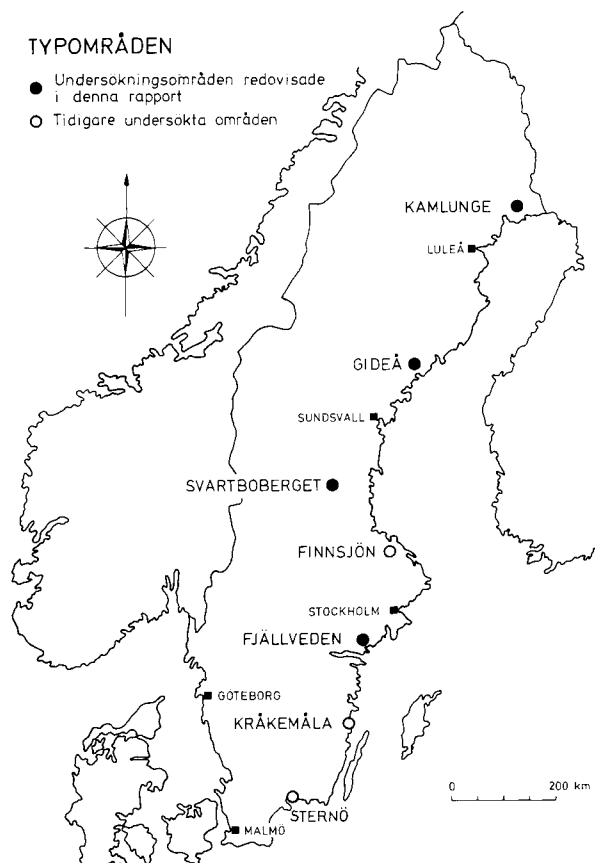 TYPOMRÅDEN
Undersökningsområden redovisade
i denna rapport
Tidigare undersökta områden
KAMLUNGE
LULEÅ
GIDEÅ
SUNDSVALL
SVARTBOBERGET
FINNSJÖN
STOCKHOLM
FJÄLLVEDEN
GÖTEBORG
KRÅKEMÅLA
0 200 km
STERNÖ
MALMÖ